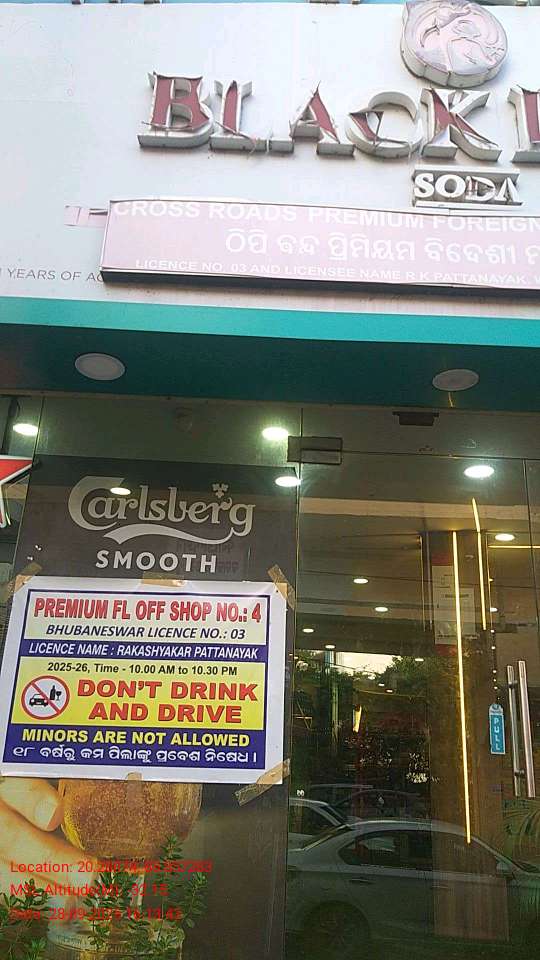 BLACK
SODA
CROSS ROADS PREMIUM FOREIGN
ଠିପି ବନ୍ଦ ପ୍ରିମିୟମ ବିଦେଶୀ
LICENCE NO. 03 AND LICENSEE NAME R K PATTANAYAK,
YEARS OF
Carlsberg
SMOOTH
PREMIUM FL OFF SHOP NO.: 4
BHUBANESWAR LICENCE NO.: 03
LICENCE NAME : RAKASHYAKAR PATTANAYAK
2025-26, Time - 10.00 AM to 10.30 PM
DON'T DRINK
AND DRIVE
MINORS ARE NOT ALLOWED
୧୮ ବର୍ଷରୁ କମ ପିଲାଙ୍କୁ ପ୍ରବେଶ ନିଷେଧ ।
PULL
Location:
MSL Altitude